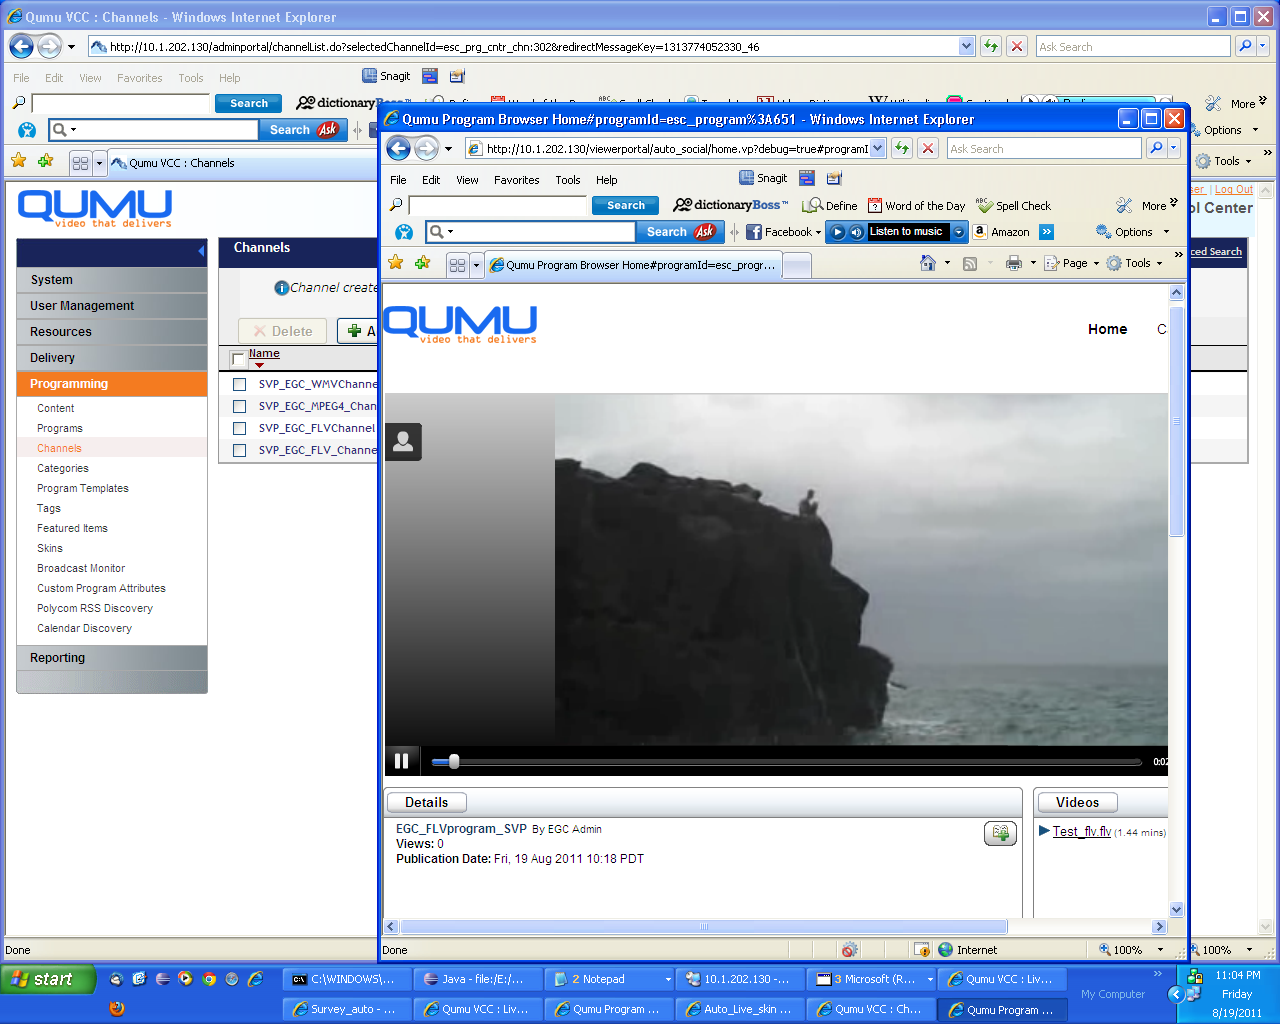 Qumu VCC : Channels - Windows Internet Explorer
http://10.1.202.130/adminportal/channelList.do?selectedChannelId=esc_prg_cntr_chn:302&redirectMessageKey=1313774052330_46
Ask Search
File Edit View Favorites Tools Help
Snagit
Search
dictionary
More »
Search Ask
Options
Qumu VCC : Channels
Tools
QUMU
video that delivers
Log Out
ol Center
Channels
ced Search
System
User Management
Resources
Delivery
Programming
Content
Programs
Channels
Categories
Program Templates
Tags
Featured Items
Skins
Broadcast Monitor
Custom Program Attributes
Polycom RSS Discovery
Calendar Discovery
Reporting
Channel create
Delete
A
Name
SVP_EGC_WMVChanne
SVP_EGC_MPEG4_Chan
SVP_EGC_FLVChannel
SVP_EGC_FLV_Channe
Qumu Program Browser Home#programId=esc_program%3A651 - Windows Internet Explorer
http://10.1.202.130/viewerportal/auto_social/home.vp?debug=true#programI
Ask Search
File Edit View Favorites Tools Help
Snagit
Search
dictionaryBoss™
Define
Word of the Day
ABC Spell Check
More »
Search Ask
Facebook
Listen to music
Amazon
Options
Qumu Program Browser Home#programId=esc_progr...
Page
Tools
QUMU
video that delivers
Home
C
0:02
Details
EGC_FLVprogram_SVP By EGC Admin
Views: 0
Publication Date: Fri, 19 Aug 2011 10:18 PDT
Videos
Test_flv.flv (1.44 mins)
Done
Internet
100%
Done
100%
start
C:\WINDOWS\...
Java - file:/E:/...
2 Notepad
10.1.202.130 -...
3 Microsoft (R...
Qumu VCC : Liv...
My Computer
11:04 PM
Friday
8/19/2011
Survey_auto - ...
Qumu VCC : Liv...
Qumu Program ...
Auto_Live_skin ...
Qumu VCC : Ch...
Qumu Program ...